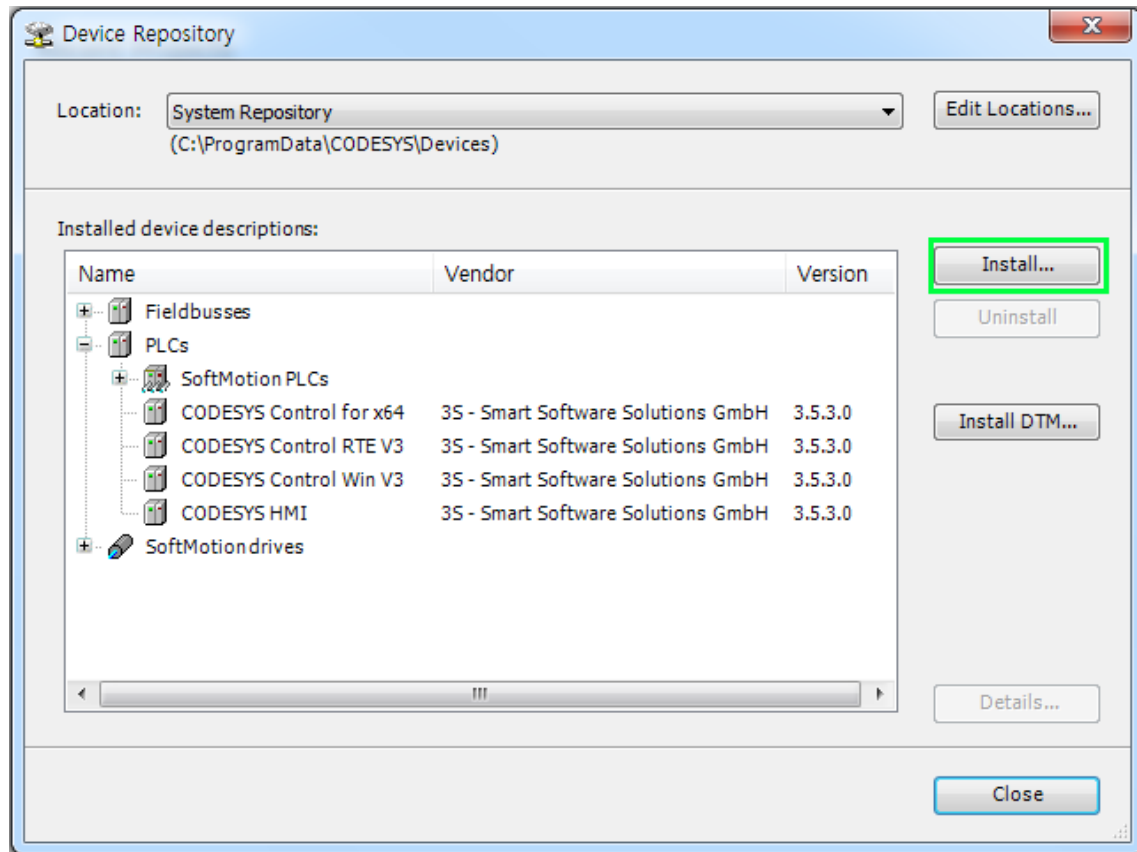 Device Repository
Location: System Repository Edit Locations...
(C:\ProgramData\CODESYS\Devices)
Installed device descriptions:
Name Vendor Version
Install...
Fieldbusses
Uninstall
PLCs
SoftMotion PLCs
CODESYS Control for x64 3S - Smart Software Solutions GmbH 3.5.3.0
Install DTM...
CODESYS Control RTE V3 3S - Smart Software Solutions GmbH 3.5.3.0
CODESYS Control Win V3 3S - Smart Software Solutions GmbH 3.5.3.0
CODESYS HMI 3S - Smart Software Solutions GmbH 3.5.3.0
SoftMotion drives
Details...
Close